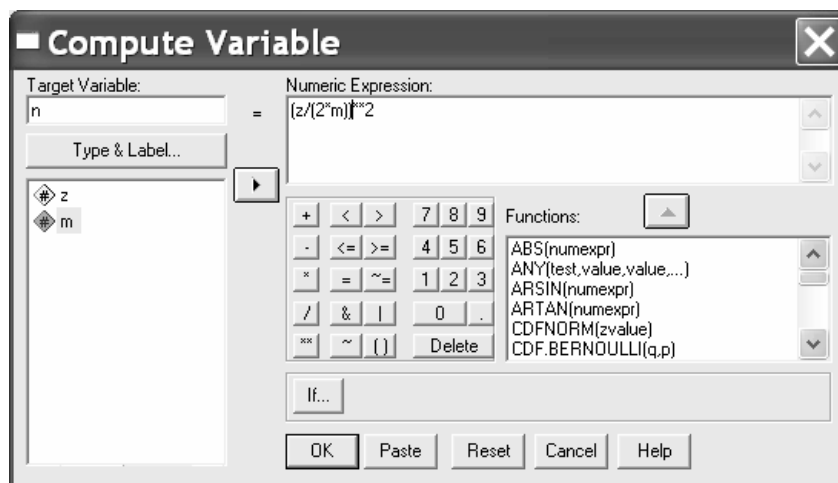 Compute Variable
Target Variable:
n
=
Numeric Expression:
(z/(2*m))**2
Type & Label...
z
m
+ < > 7 8 9
- <= >= 4 5 6
* = ~= 1 2 3
/ & | 0 .
** ~ () Delete
Functions:
ABS(numexpr)
ANY(test,value,value,...)
ARSIN(numexpr)
ARTAN(numexpr)
CDFNORM(zvalue)
CDF.BERNOULLI(q,p)
If...
OK Paste Reset Cancel Help